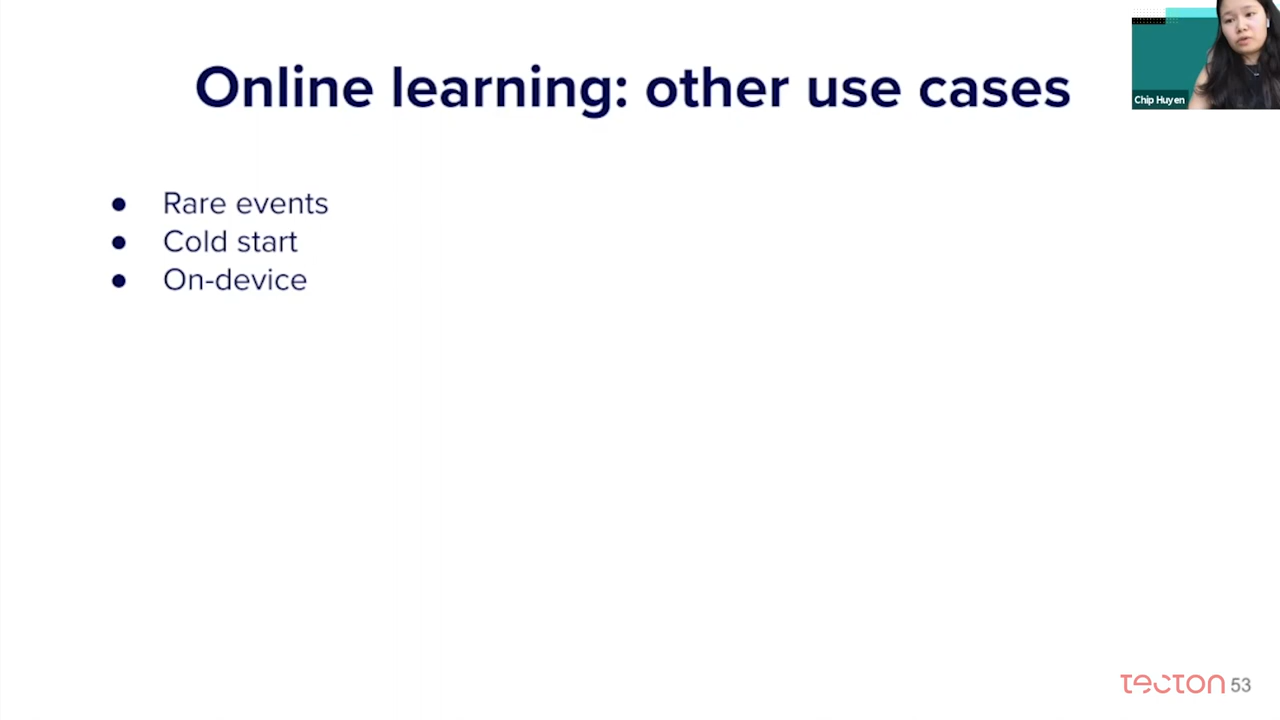 Online learning: other use cases
Chip Huyen
● Rare events
● Cold start
● On-device
tecton 53